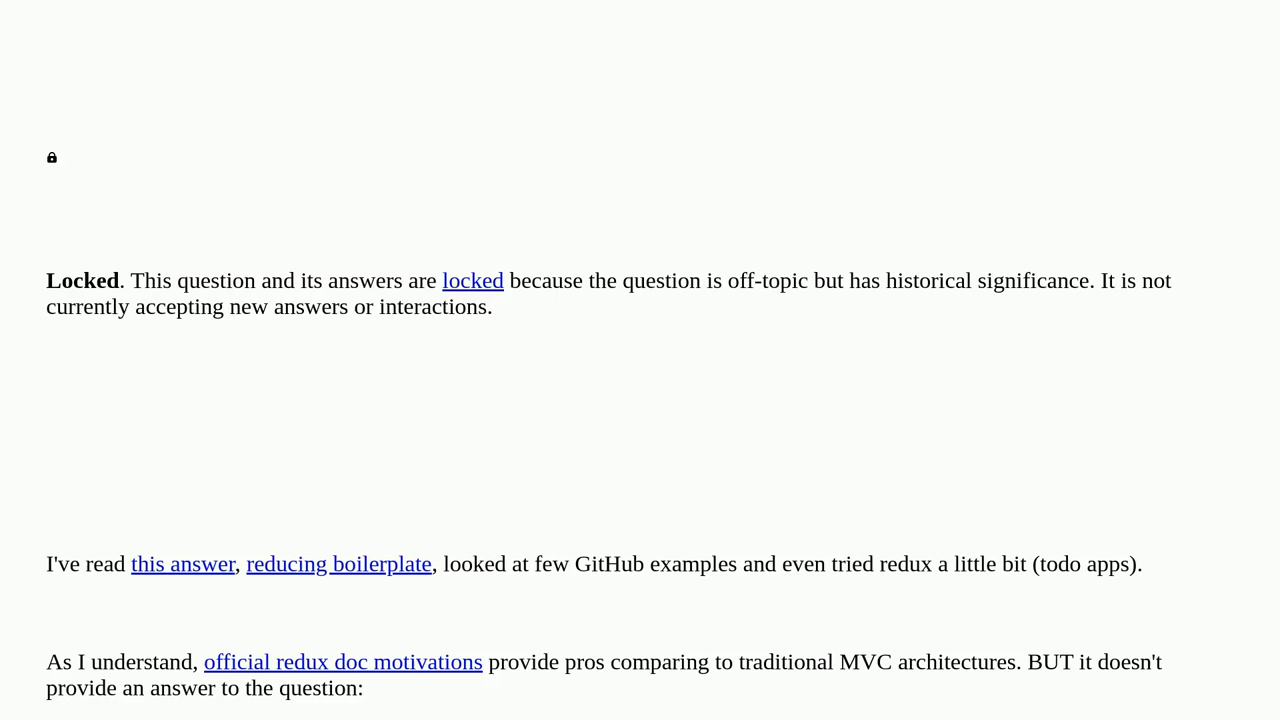 Locked. This question and its answers are locked because the question is off-topic but has historical significance. It is not
currently accepting new answers or interactions.
I've read this answer, reducing boilerplate, looked at few GitHub examples and even tried redux a little bit (todo apps).
As I understand, official redux doc motivations provide pros comparing to traditional MVC architectures. BUT it doesn't
provide an answer to the question: